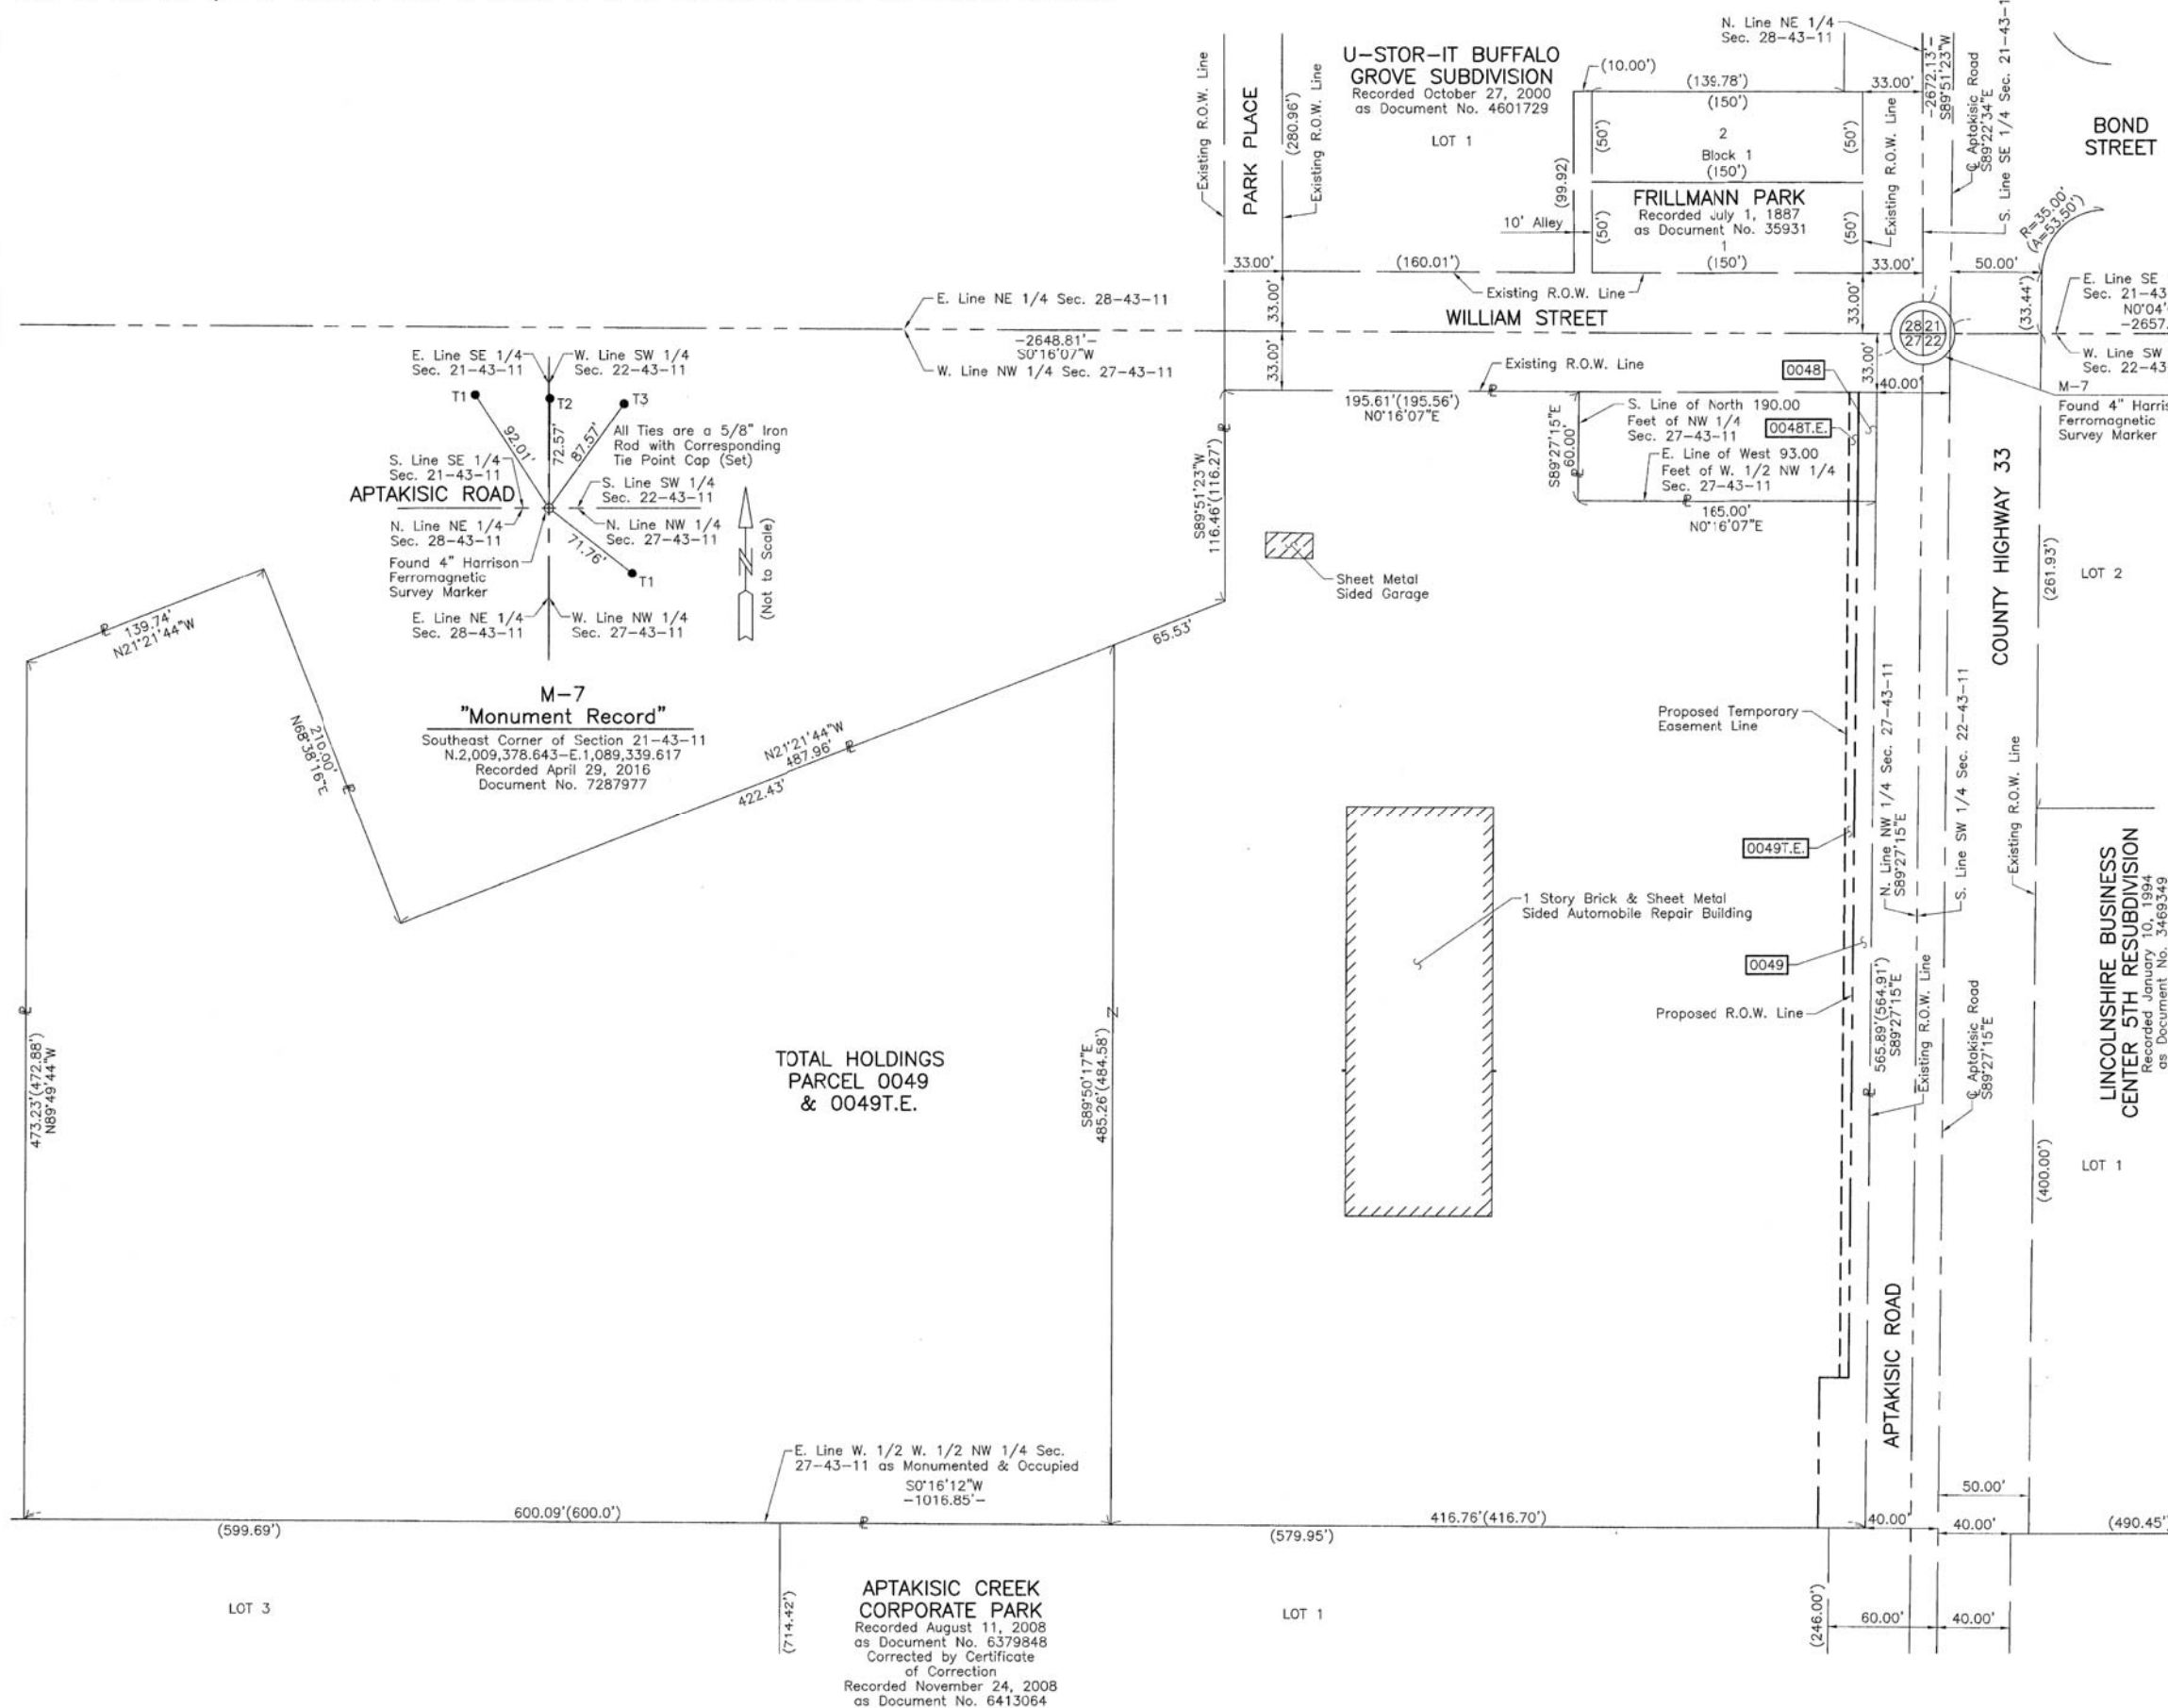 N. Line NE 1/4
Sec. 28-43-11
-2672.13'-
S89°51'23"W
℄ Aptakisic Road
S89°22'34"E
S. Line SE 1/4 Sec. 21-43-1
BOND
STREET
Existing R.O.W. Line
PARK PLACE
(280.96')
Existing R.O.W. Line
U-STOR-IT BUFFALO
GROVE SUBDIVISION
Recorded October 27, 2000
as Document No. 4601729
LOT 1
(10.00')
(139.78')
(150')
33.00'
(50')
2
Block 1
(150')
(50')
Existing R.O.W. Line
(99.92)
FRILLMANN PARK
Recorded July 1, 1887
as Document No. 35931
10' Alley
(50')
1
(150')
(50')
33.00'
33.00'
(160.01')
50.00'
R=35.00'
(A=53.50')
(33.44')
Existing R.O.W. Line
33.00'
WILLIAM STREET
33.00'
28 21
27 22
E. Line SE
Sec. 21-43
N0°04'
-2657.
W. Line SW
Sec. 22-43
M-7
Found 4" Harris
Ferromagnetic
Survey Marker
E. Line NE 1/4 Sec. 28-43-11
-2648.81'-
S0°16'07"W
W. Line NW 1/4 Sec. 27-43-11
33.00'
Existing R.O.W. Line
0048
33.00'
40.00'
℄
195.61'(195.56')
N0°16'07"E
S89°27'15"E
60.00'
S. Line of North 190.00
Feet of NW 1/4
Sec. 27-43-11
0048T.E.
E. Line of West 93.00
Feet of W. 1/2 NW 1/4
Sec. 27-43-11
165.00'
N0°16'07"E
S89°51'23"W
116.46'(116.27')
Sheet Metal
Sided Garage
65.53'
E. Line SE 1/4
Sec. 21-43-11
W. Line SW 1/4
Sec. 22-43-11
T1
T2
T3
92.01'
72.57'
87.57'
All Ties are a 5/8" Iron
Rod with Corresponding
Tie Point Cap (Set)
S. Line SE 1/4
Sec. 21-43-11
S. Line SW 1/4
Sec. 22-43-11
APTAKISIC ROAD
N. Line NE 1/4
Sec. 28-43-11
N. Line NW 1/4
Sec. 27-43-11
71.76'
T1
Found 4" Harrison
Ferromagnetic
Survey Marker
E. Line NE 1/4
Sec. 28-43-11
W. Line NW 1/4
Sec. 27-43-11
N
(Not to Scale)
M-7
"Monument Record"
Southeast Corner of Section 21-43-11
N.2,009,378.643-E.1,089,339.617
Recorded April 29, 2016
Document No. 7287977
139.74'
N21°21'44"W
210.00'
N68°38'16"E
N21°21'44"W
487.96'
422.43'
473.23'(472.88')
N89°49'44"W
TOTAL HOLDINGS
PARCEL 0049
& 0049T.E.
S89°50'17"E
485.26'(484.58')
Proposed Temporary
Easement Line
0049T.E.
1 Story Brick & Sheet Metal
Sided Automobile Repair Building
0049
Proposed R.O.W. Line
N. Line NW 1/4 Sec. 27-43-11
S89°27'15"E
S. Line SW 1/4 Sec. 22-43-11
565.89'(564.91')
S89°27'15"E
Existing R.O.W. Line
℄ Aptakisic Road
S89°27'15"E
APTAKISIC ROAD
COUNTY HIGHWAY 33
Existing R.O.W. Line
(261.93')
LOT 2
LINCOLNSHIRE BUSINESS
CENTER 5TH RESUBDIVISION
Recorded January 10, 1994
as Document No. 3469349
(400.00')
LOT 1
E. Line W. 1/2 W. 1/2 NW 1/4 Sec.
27-43-11 as Monumented & Occupied
S0°16'12"W
-1016.85'-
600.09'(600.0')
(599.69')
416.76'(416.70')
(579.95')
40.00'
50.00'
40.00'
(490.45'
LOT 3
(714.42')
APTAKISIC CREEK
CORPORATE PARK
Recorded August 11, 2008
as Document No. 6379848
Corrected by Certificate
of Correction
Recorded November 24, 2008
as Document No. 6413064
LOT 1
(246.00')
60.00'
40.00'